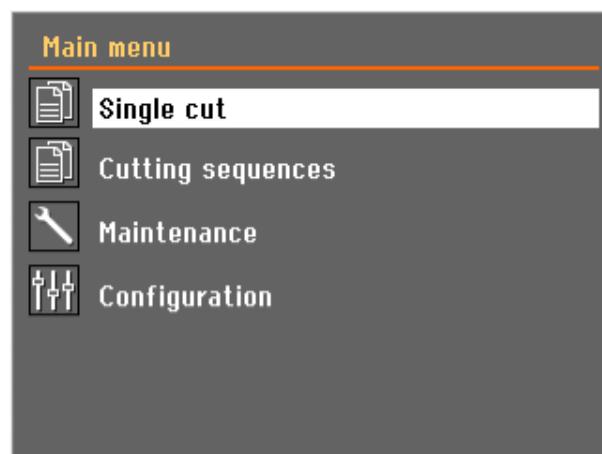 Main menu
Single cut
Cutting sequences
Maintenance
Configuration